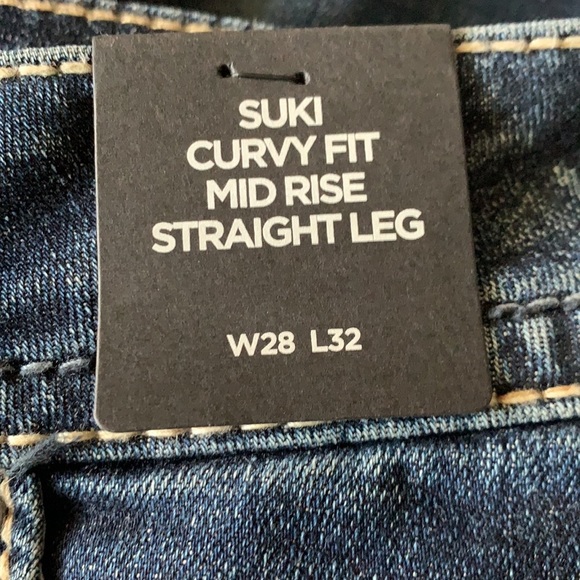 SUKI
CURVY FIT
MID RISE
STRAIGHT LEG
W28 L32